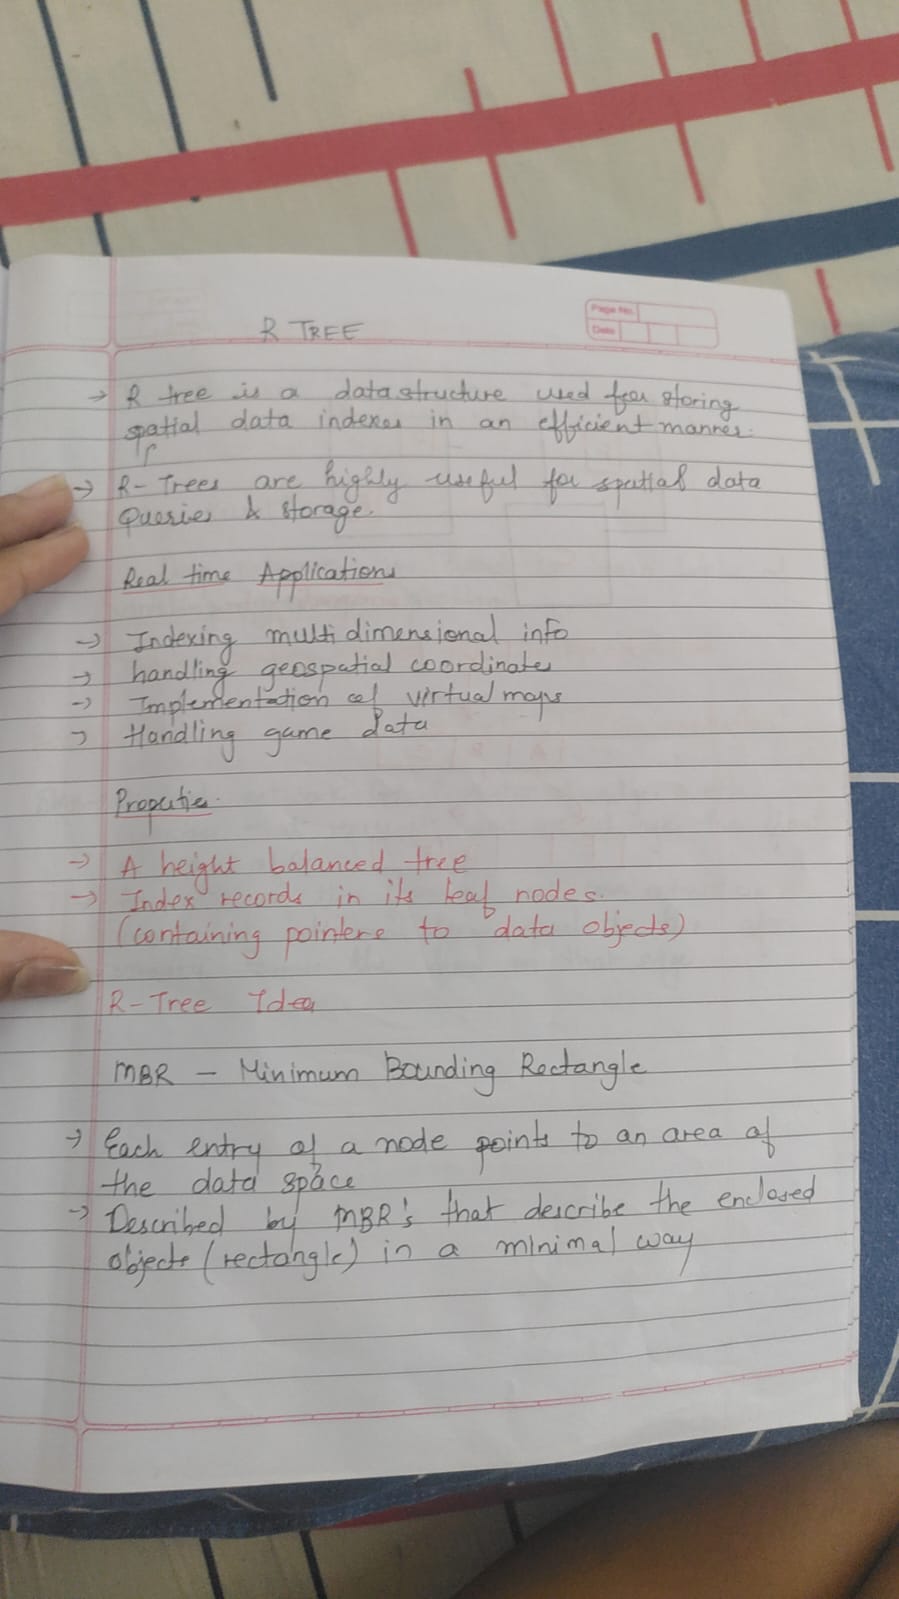 R TREE
Page No.
Date
→ R tree is a datastructure used for storing
spatial data indexes in an efficient manner.
→ R-Trees are highly useful for spatial data
Queries & storage.
Real time Applications
→ Indexing multidimensional info
→ handling geospatial coordinates
→ Implementation of virtual maps
→ Handling game data
Properties.
→ A height balanced tree
→ Index records in its leaf nodes.
(containing pointers to data objects)
R-Tree Idea
MBR - Minimum Bounding Rectangle
→ Each entry of a node points to an area of
the data space
→ Described by MBR's that describe the enclosed
objects (rectangle) in a minimal way